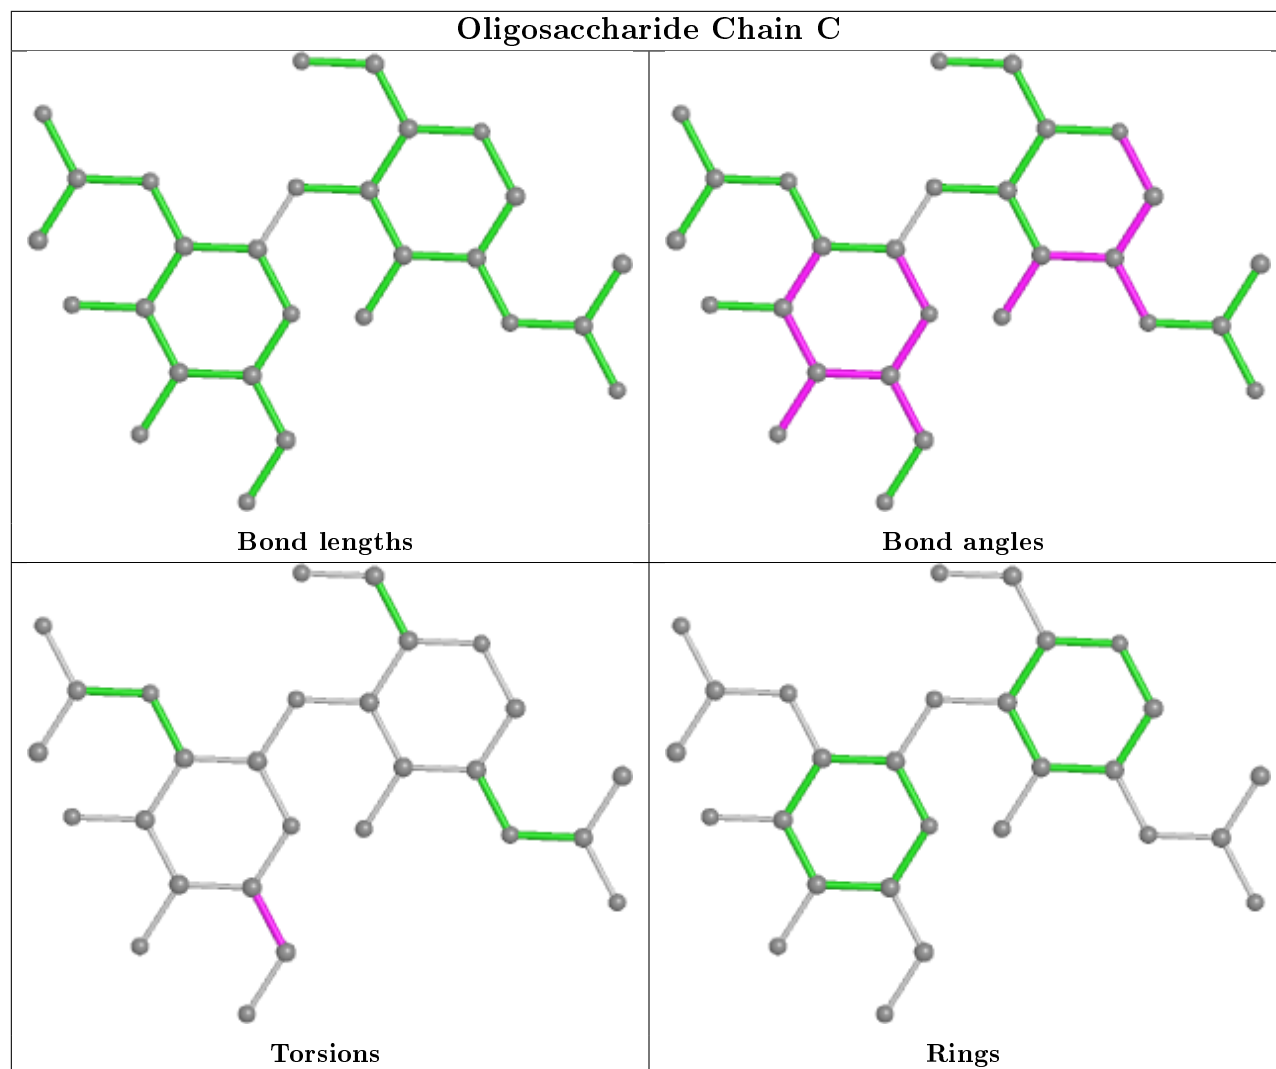 Oligosaccharide Chain C
Bond lengths
Bond angles
Torsions
Rings